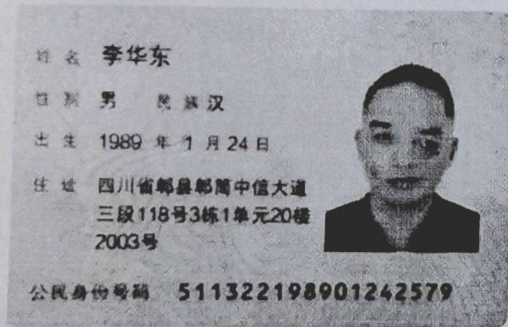 姓名 李华东
性别 男 民族汉
出生 1989 年 1 月 24 日
住址 四川省郫县郫筒中信大道
三段118号3栋1单元20楼
2003号
公民身份号码 511322198901242579